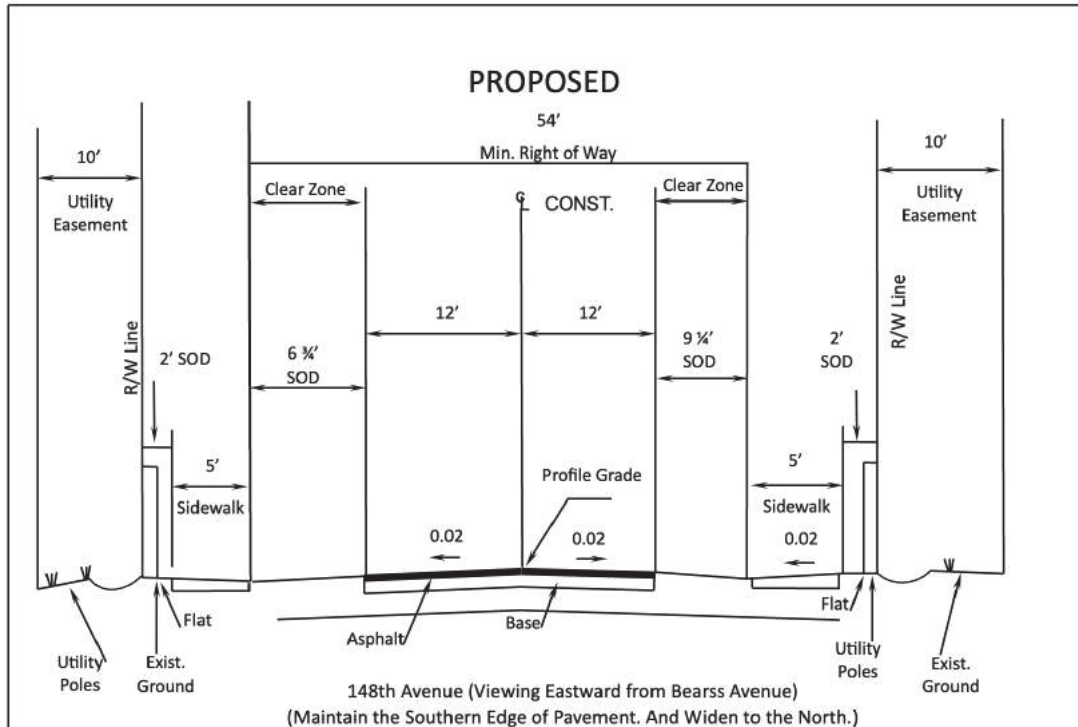 PROPOSED
54'
Min. Right of Way
10'
Utility
Easement
Clear Zone
℄ CONST.
Clear Zone
10'
Utility
Easement
R/W Line
2' SOD
6 ¾'
SOD
12'
12'
9 ¼'
SOD
2'
SOD
R/W Line
5'
Sidewalk
Profile Grade
5'
Sidewalk
0.02
0.02
0.02
Flat
Asphalt
Base
Flat
Utility
Poles
Exist.
Ground
Utility
Poles
Exist.
Ground
148th Avenue (Viewing Eastward from Bearss Avenue)
(Maintain the Southern Edge of Pavement. And Widen to the North.)